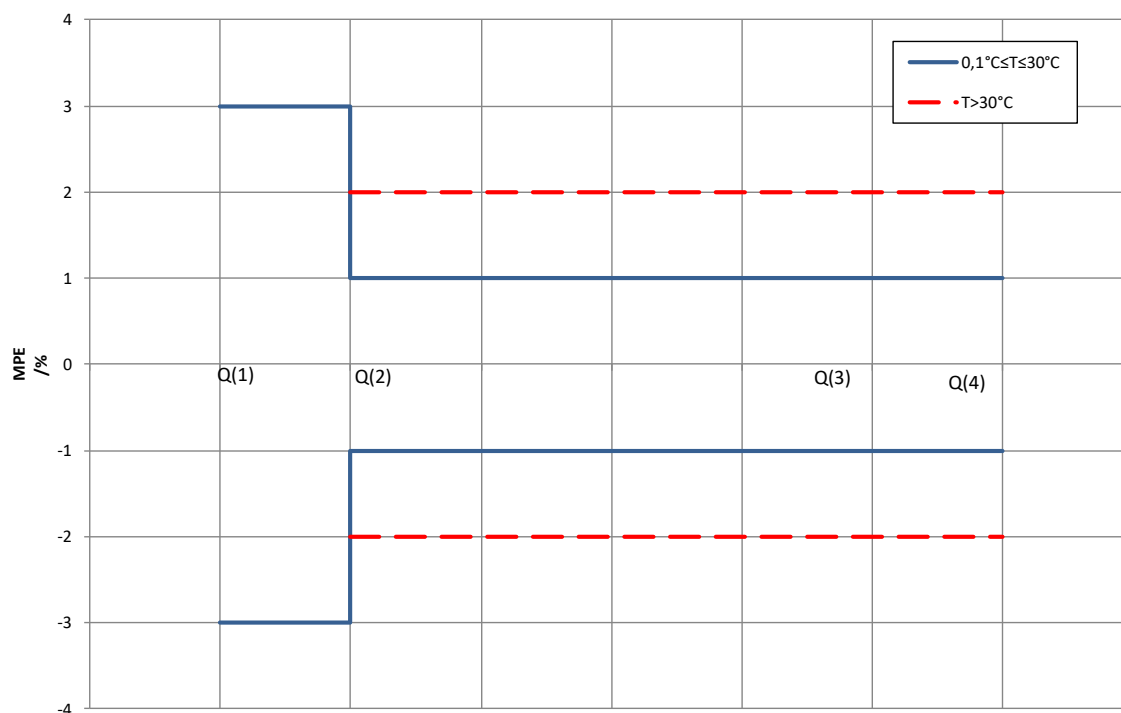 4
0,1°C≤T≤30°C
T>30°C
3
2
1
MPE
/%
0
Q(1)
Q(2)
Q(3)
Q(4)
-1
-2
-3
-4